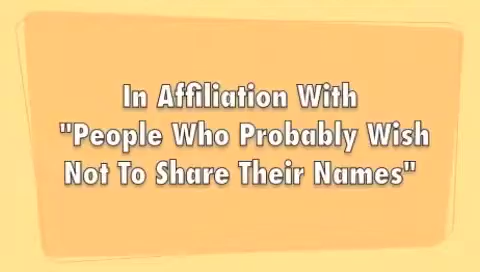 In Affiliation With
"People Who Probably Wish
Not To Share Their Names"